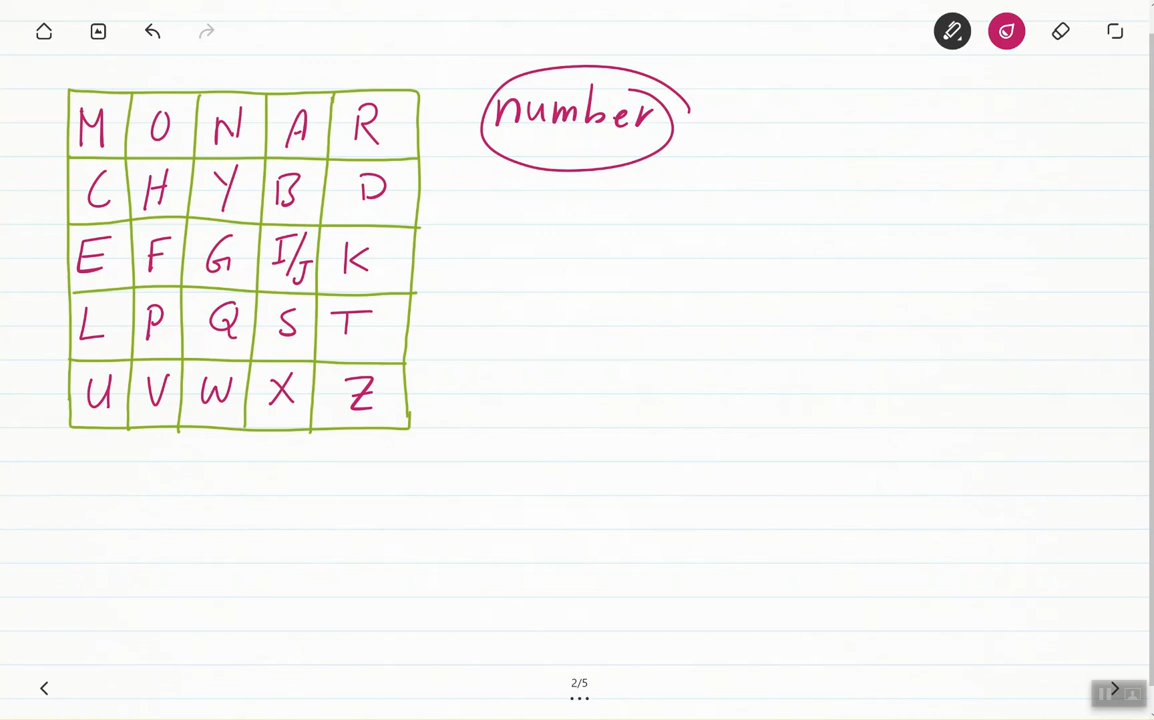 number
M O N A R
C H Y B D
E F G I/J K
L P Q S T
U V W X Z
2/5